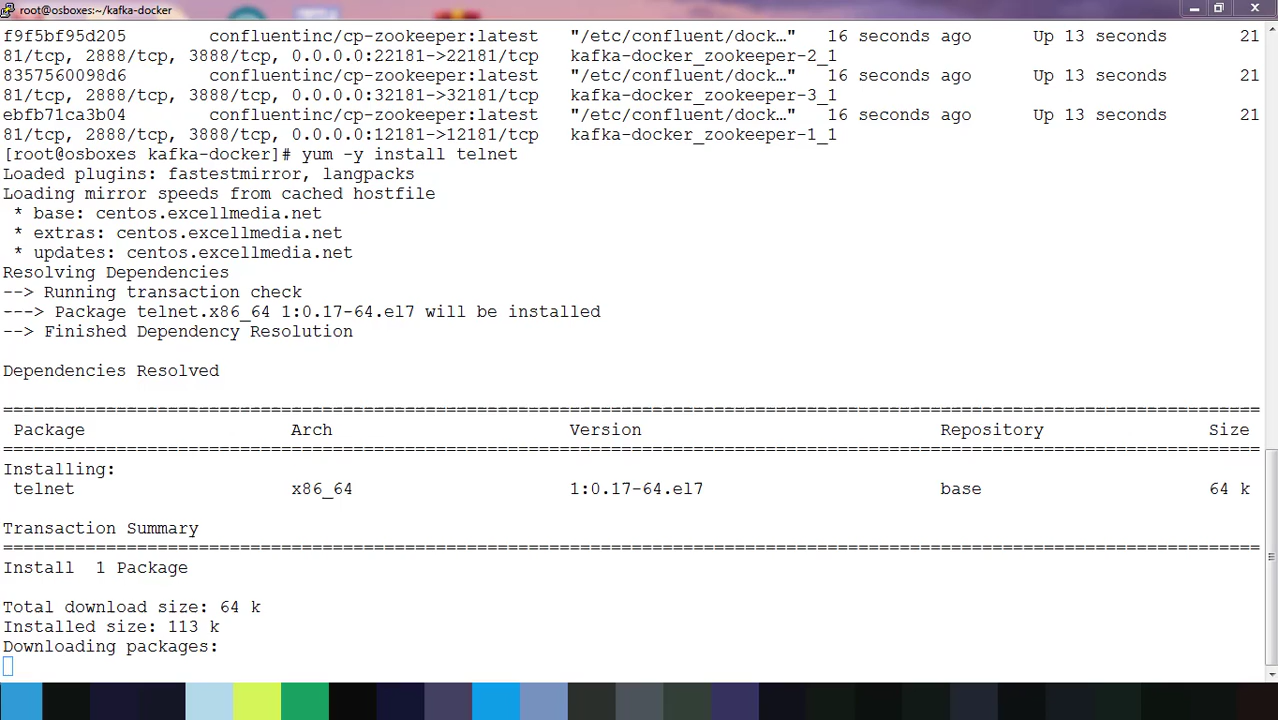 root@osboxes:~/kafka-docker
f9f5bf95d205        confluentinc/cp-zookeeper:latest   "/etc/confluent/dock…"   16 seconds ago      Up 13 seconds       21
81/tcp, 2888/tcp, 3888/tcp, 0.0.0.0:22181->22181/tcp   kafka-docker_zookeeper-2_1
8357560098d6        confluentinc/cp-zookeeper:latest   "/etc/confluent/dock…"   16 seconds ago      Up 13 seconds       21
81/tcp, 2888/tcp, 3888/tcp, 0.0.0.0:32181->32181/tcp   kafka-docker_zookeeper-3_1
ebfb71ca3b04        confluentinc/cp-zookeeper:latest   "/etc/confluent/dock…"   16 seconds ago      Up 13 seconds       21
81/tcp, 2888/tcp, 3888/tcp, 0.0.0.0:12181->12181/tcp   kafka-docker_zookeeper-1_1
[root@osboxes kafka-docker]# yum -y install telnet
Loaded plugins: fastestmirror, langpacks
Loading mirror speeds from cached hostfile
 * base: centos.excellmedia.net
 * extras: centos.excellmedia.net
 * updates: centos.excellmedia.net
Resolving Dependencies
--> Running transaction check
---> Package telnet.x86_64 1:0.17-64.el7 will be installed
--> Finished Dependency Resolution
Dependencies Resolved
Package                    Arch                       Version                             Repository                Size
Installing:
 telnet                     x86_64                     1:0.17-64.el7                       base                      64 k
Transaction Summary
Install  1 Package
Total download size: 64 k
Installed size: 113 k
Downloading packages: